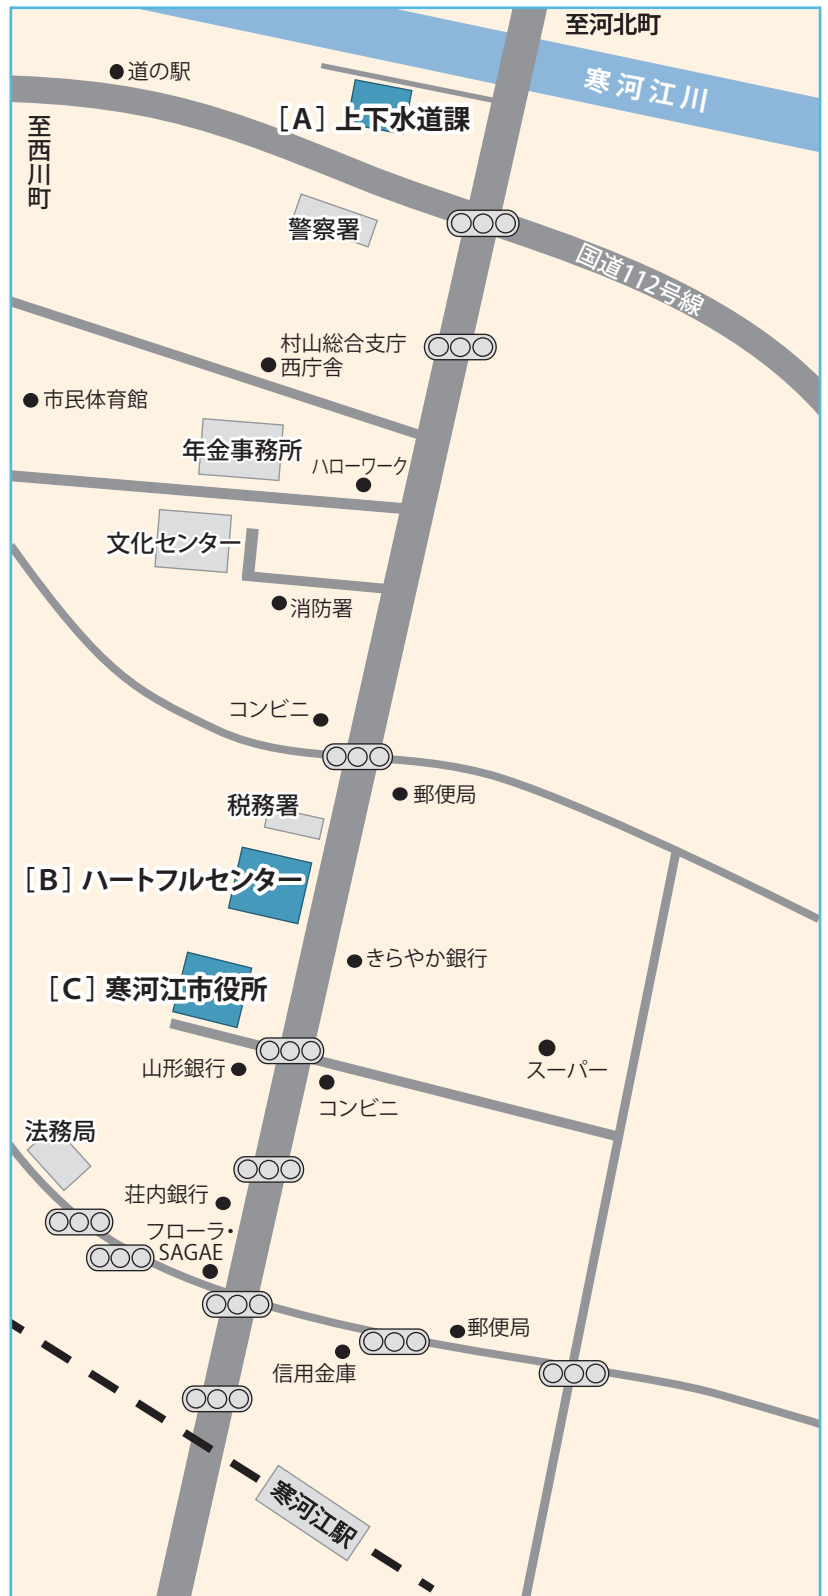 至河北町
寒河江川
道の駅
[A] 上下水道課
至西川町
警察署
国道112号線
村山総合支庁
西庁舎
市民体育館
年金事務所
ハローワーク
文化センター
消防署
コンビニ
郵便局
税務署
[B] ハートフルセンター
きらやか銀行
[C] 寒河江市役所
山形銀行
スーパー
コンビニ
法務局
荘内銀行
フローラ・
SAGAE
郵便局
信用金庫
寒河江駅